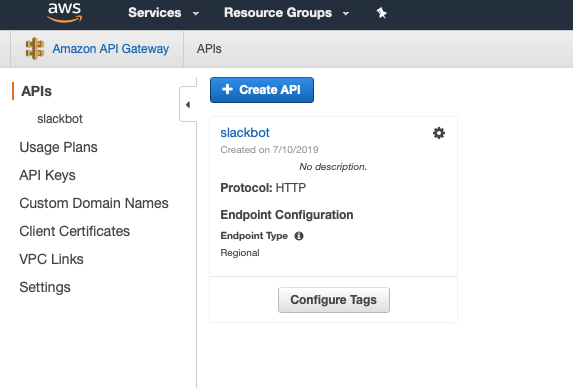 aws
Services
Resource Groups
Amazon API Gateway
APIs
APIs
slackbot
Usage Plans
API Keys
Custom Domain Names
Client Certificates
VPC Links
Settings
+ Create API
slackbot
Created on 7/10/2019
No description.
Protocol: HTTP
Endpoint Configuration
Endpoint Type
Regional
Configure Tags